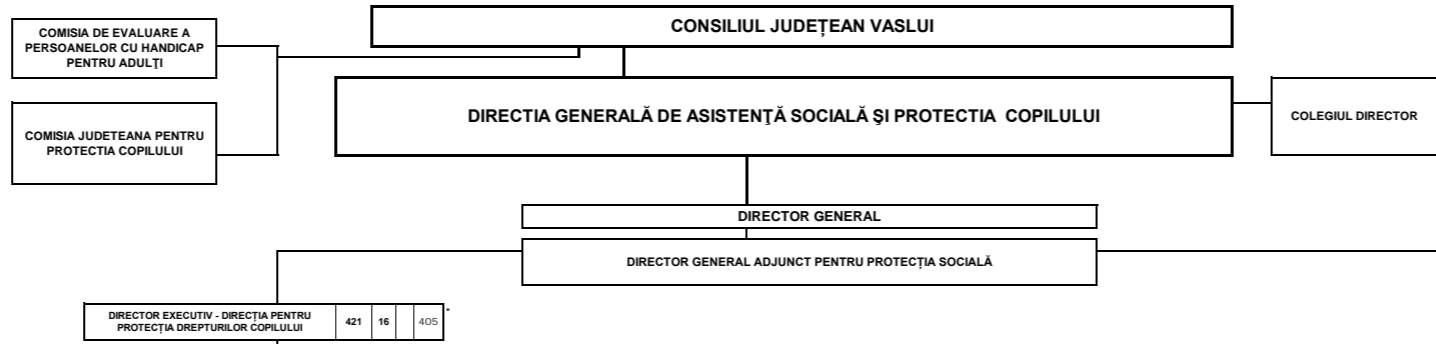 COMISIA DE EVALUARE A
PERSOANELOR CU HANDICAP
PENTRU ADULŢI
CONSILIUL JUDEȚEAN VASLUI
DIRECTIA GENERALĂ DE ASISTENŢĂ SOCIALĂ ŞI PROTECTIA COPILULUI
COLEGIUL DIRECTOR
COMISIA JUDETEANA PENTRU
PROTECTIA COPILULUI
DIRECTOR GENERAL
DIRECTOR GENERAL ADJUNCT PENTRU PROTECȚIA SOCIALĂ
DIRECTOR EXECUTIV - DIRECȚIA PENTRU
PROTECȚIA DREPTURILOR COPILULUI
421 16 405 *